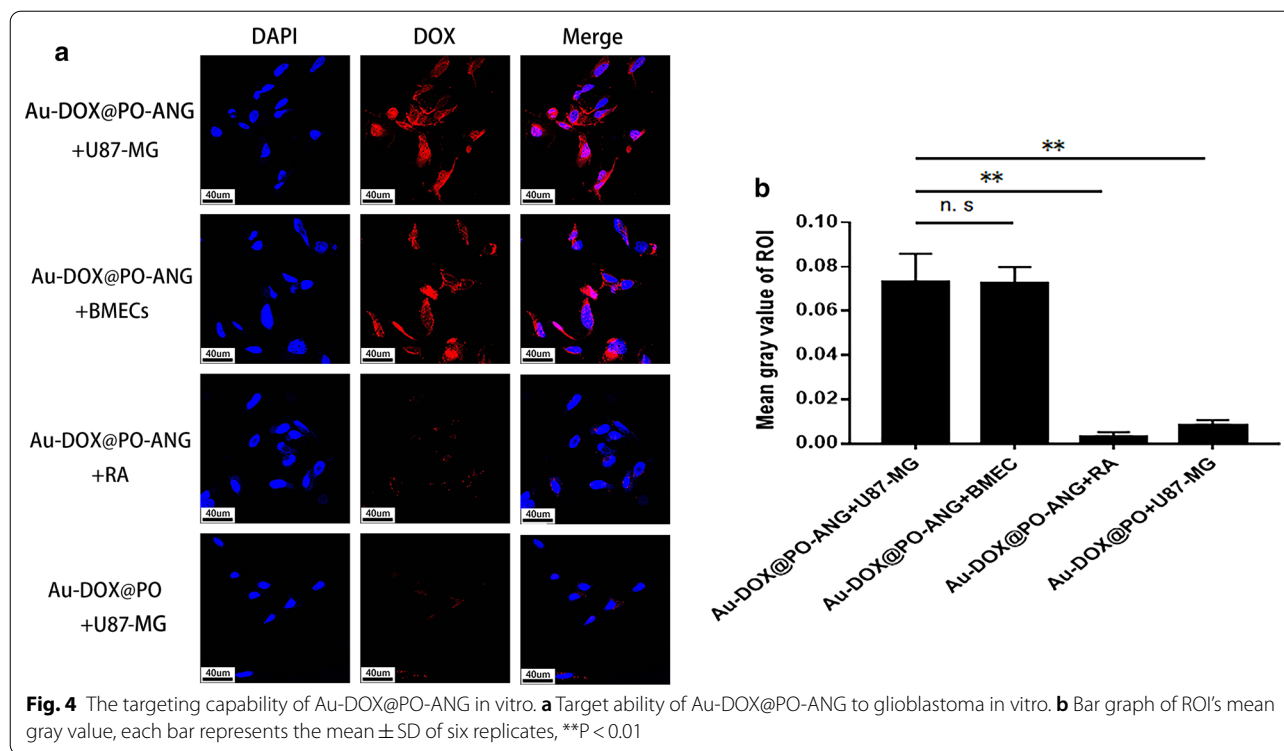 a
DAPI DOX Merge
Au-DOX@PO-ANG
+U87-MG
40um 40um 40um
Au-DOX@PO-ANG
+BMECs
40um 40um 40um
Au-DOX@PO-ANG
+RA
40um 40um 40um
Au-DOX@PO
+U87-MG
40um 40um 40um
b
**
**
n. s
Mean gray value of ROI
0.10
0.08
0.06
0.04
0.02
0.00
Au-DOX@PO-ANG+U87-MG
Au-DOX@PO-ANG+BMEC
Au-DOX@PO-ANG+RA
Au-DOX@PO+U87-MG
Fig. 4 The targeting capability of Au-DOX@PO-ANG in vitro. a Target ability of Au-DOX@PO-ANG to glioblastoma in vitro. b Bar graph of ROI's mean
gray value, each bar represents the mean ± SD of six replicates, **P < 0.01